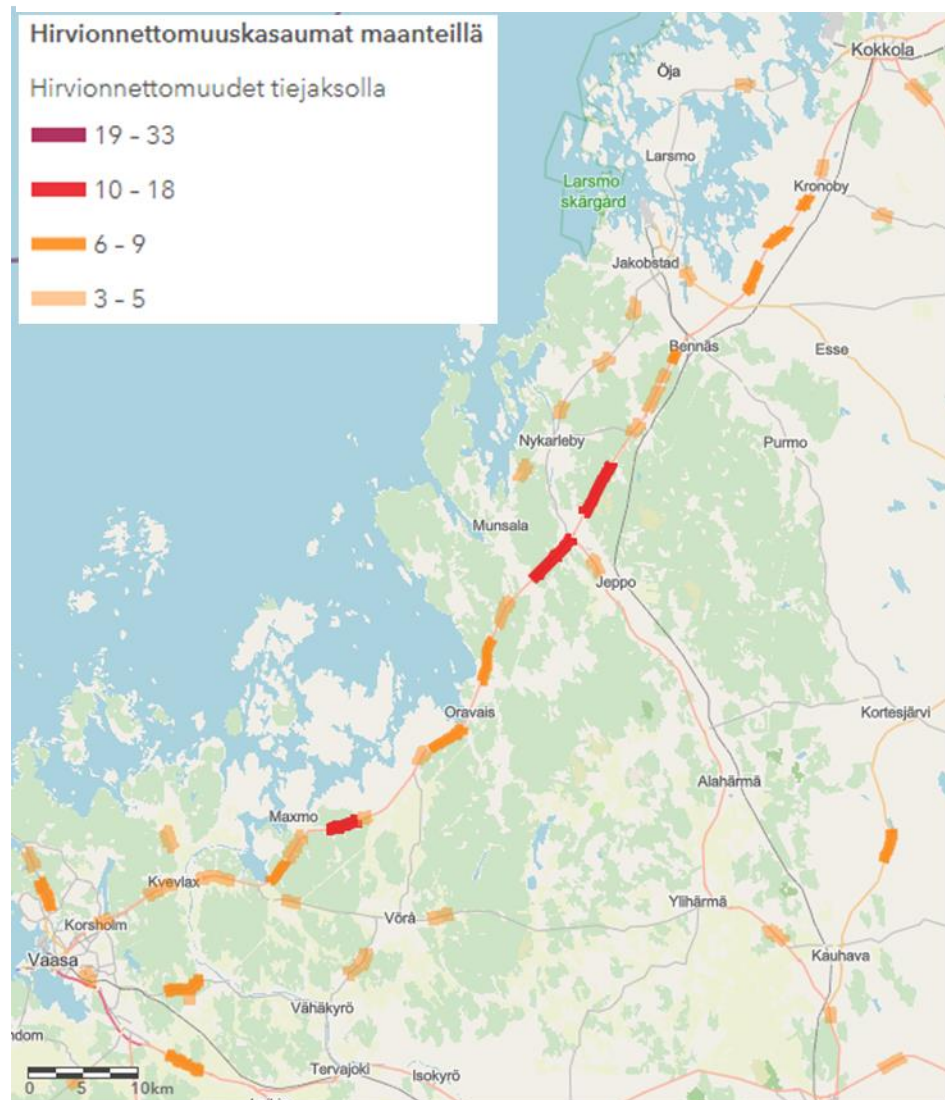 Hirvionnettomuuskasaumat maanteillä
Hirvionnettomuudet tiejaksolla
19 - 33
10 - 18
6 - 9
3 - 5
Kokkola
Öja
Larsmo
Larsmo
skärgård
Kronoby
Jakobstad
Bennäs
Esse
Nykarleby
Purmo
Munsala
Jeppo
Oravais
Kortesjärvi
Alahärmä
Maxmo
Kvevlax
Ylihärmä
Vörå
Korsholm
Kauhava
Vaasa
Vähäkyrö
ndom
Tervajoki
Isokyrö
0 5 10km